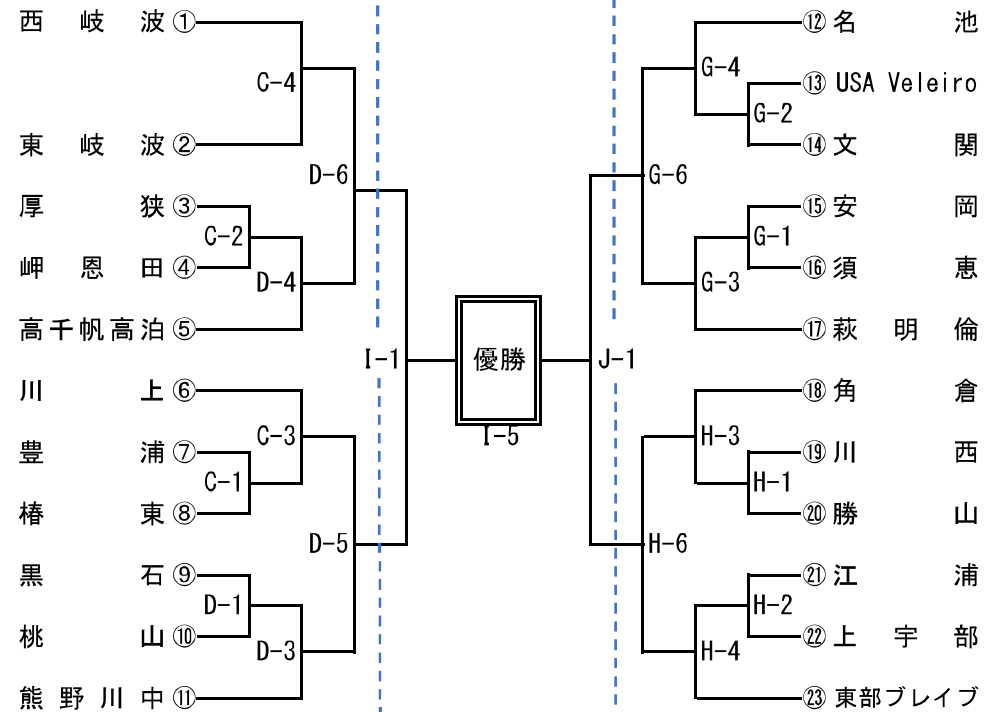 西岐波①
⑫名池
C-4
G-4
⑬USA Veleiro
G-2
東岐波②
⑭文関
D-6
G-6
厚狭③
⑮安岡
C-2
G-1
岬恩田④
⑯須恵
D-4
G-3
高千帆高泊⑤
⑰萩明倫
I-1
優勝
J-1
川上⑥
⑱角倉
I-5
C-3
H-3
豊浦⑦
⑲川西
C-1
H-1
椿東⑧
⑳勝山
D-5
H-6
黒石⑨
㉑江浦
D-1
H-2
桃山⑩
㉒上宇部
D-3
H-4
熊野川中⑪
㉓東部ブレイブ